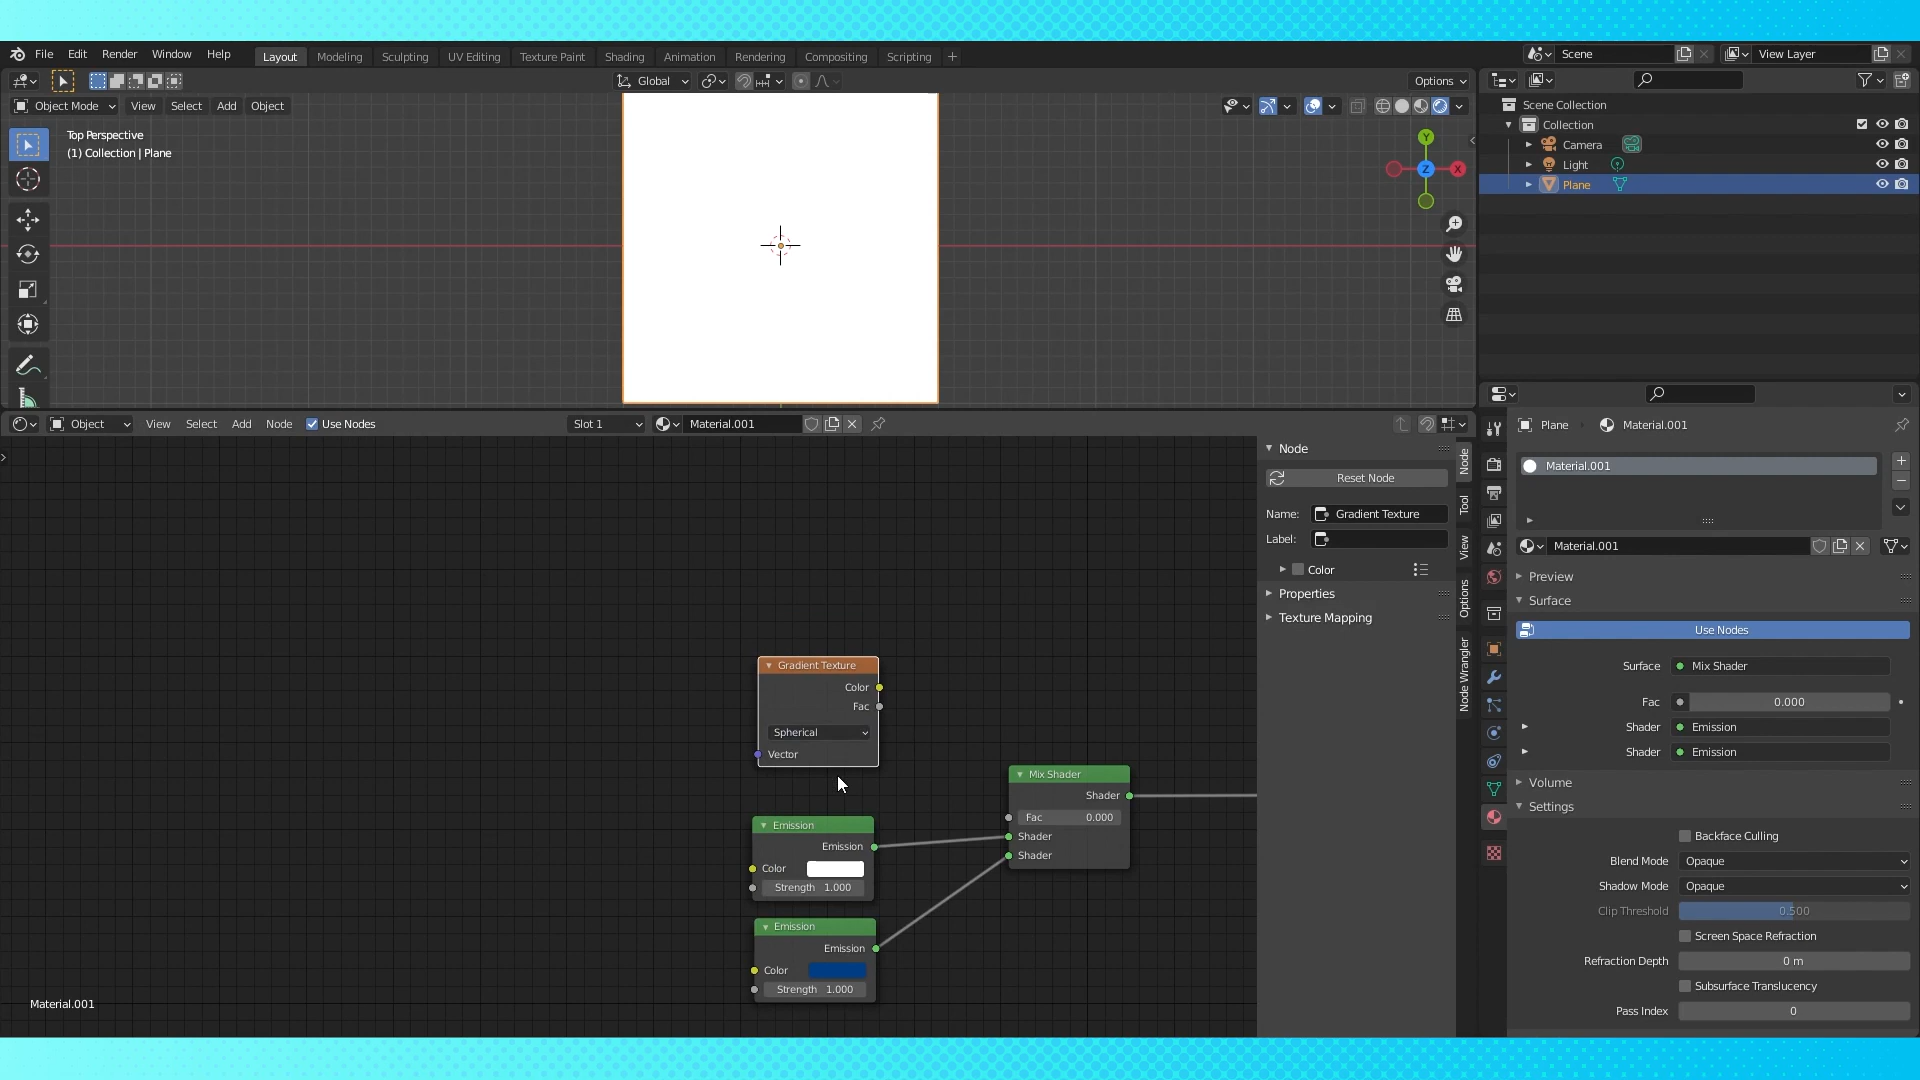 File Edit Render Window Help Layout Modeling Sculpting UV Editing Texture Paint Shading Animation Rendering Compositing Scripting + Scene View Layer
Global Options
Object Mode View Select Add Object
Top Perspective
(1) Collection | Plane
Y
Z
X
Scene Collection
Collection
Camera
Light
Plane
Object View Select Add Node Use Nodes Slot 1 Material.001
Node
Reset Node
Name: Gradient Texture
Label:
Color
Properties
Texture Mapping
Node
Tool
View
Options
Node Wrangler
Gradient Texture
Color
Fac
Spherical
Vector
Mix Shader
Shader
Fac 0.000
Shader
Shader
Emission
Emission
Color
Strength 1.000
Emission
Emission
Color
Strength 1.000
Material.001
Plane Material.001
Material.001
Material.001
Preview
Surface
Use Nodes
Surface Mix Shader
Fac 0.000
Shader Emission
Shader Emission
Volume
Settings
Backface Culling
Blend Mode Opaque
Shadow Mode Opaque
Clip Threshold 0.500
Screen Space Refraction
Refraction Depth 0 m
Subsurface Translucency
Pass Index 0